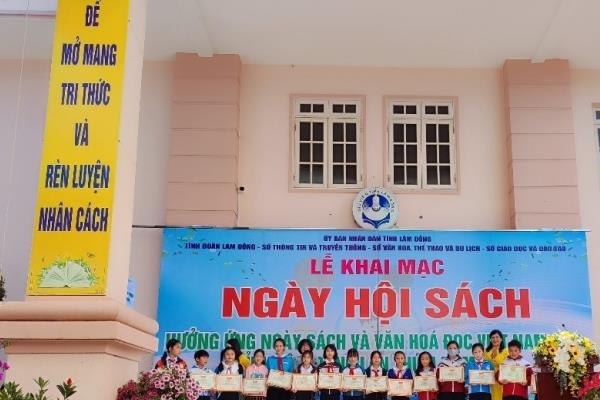 ĐỂ
MỞ MANG
TRI THỨC
VÀ
RÈN LUYỆN
NHÂN CÁCH
ỦY BAN NHÂN DÂN TỈNH LÂM ĐỒNG
TỈNH ĐOÀN LÂM ĐỒNG - SỞ THÔNG TIN VÀ TRUYỀN THÔNG - SỞ VĂN HOÁ, THỂ THAO VÀ DU LỊCH - SỞ GIÁO DỤC VÀ ĐÀO TẠO
LỄ KHAI MẠC
NGÀY HỘI SÁCH
HƯỞNG ỨNG NGÀY SÁCH VÀ VĂN HOÁ ĐỌC VIỆT NAM